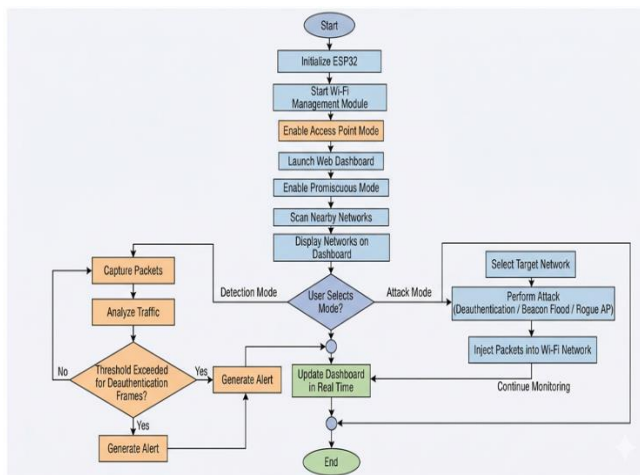 Start
Initialize ESP32
Start Wi-Fi
Management Module
Enable Access Point Mode
Launch Web Dashboard
Enable Promiscuous Mode
Scan Nearby Networks
Display Networks on
Dashboard
User Selects
Mode?
Detection Mode
Attack Mode
Capture Packets
Analyze Traffic
Threshold Exceeded
for Deauthentication
Frames?
No
Yes
Generate Alert
Yes
Generate Alert
Select Target Network
Perform Attack
(Deauthentication / Beacon Flood / Rogue AP)
Inject Packets into Wi-Fi Network
Continue Monitoring
Update Dashboard
in Real Time
End